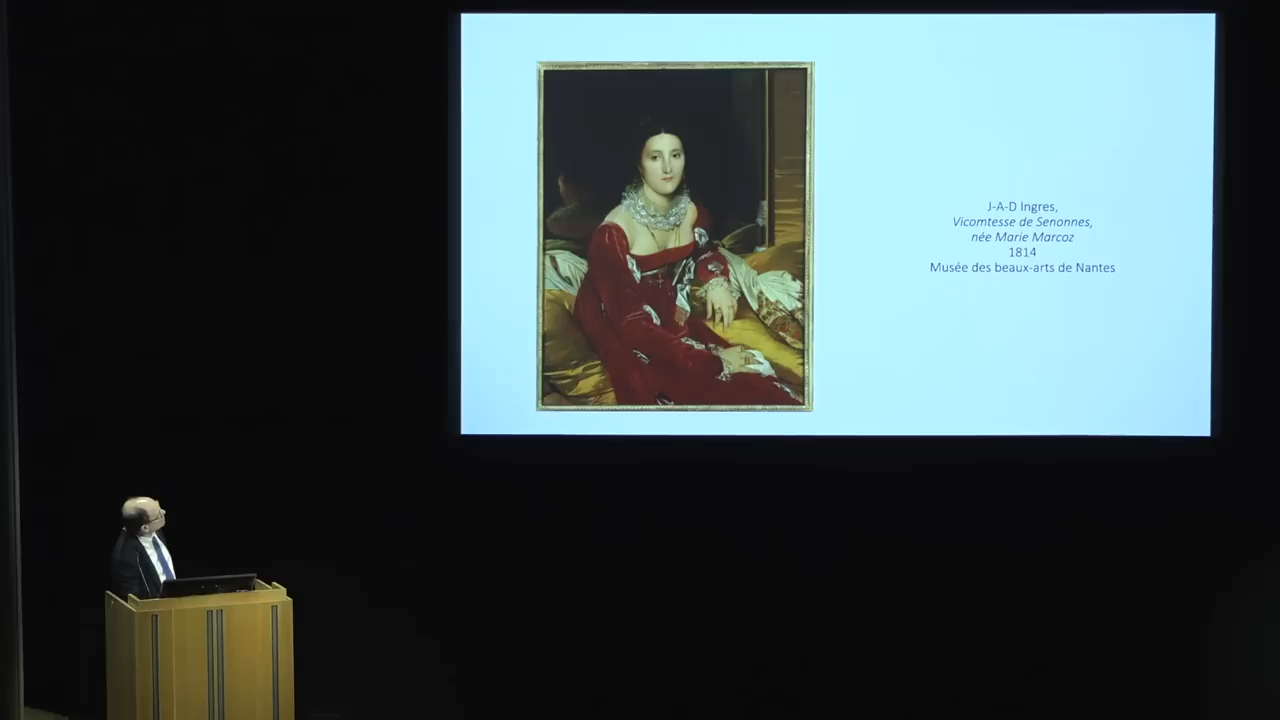 J-A-D Ingres,
Vicomtesse de Senonnes,
née Marie Marcoz
1814
Musée des beaux-arts de Nantes